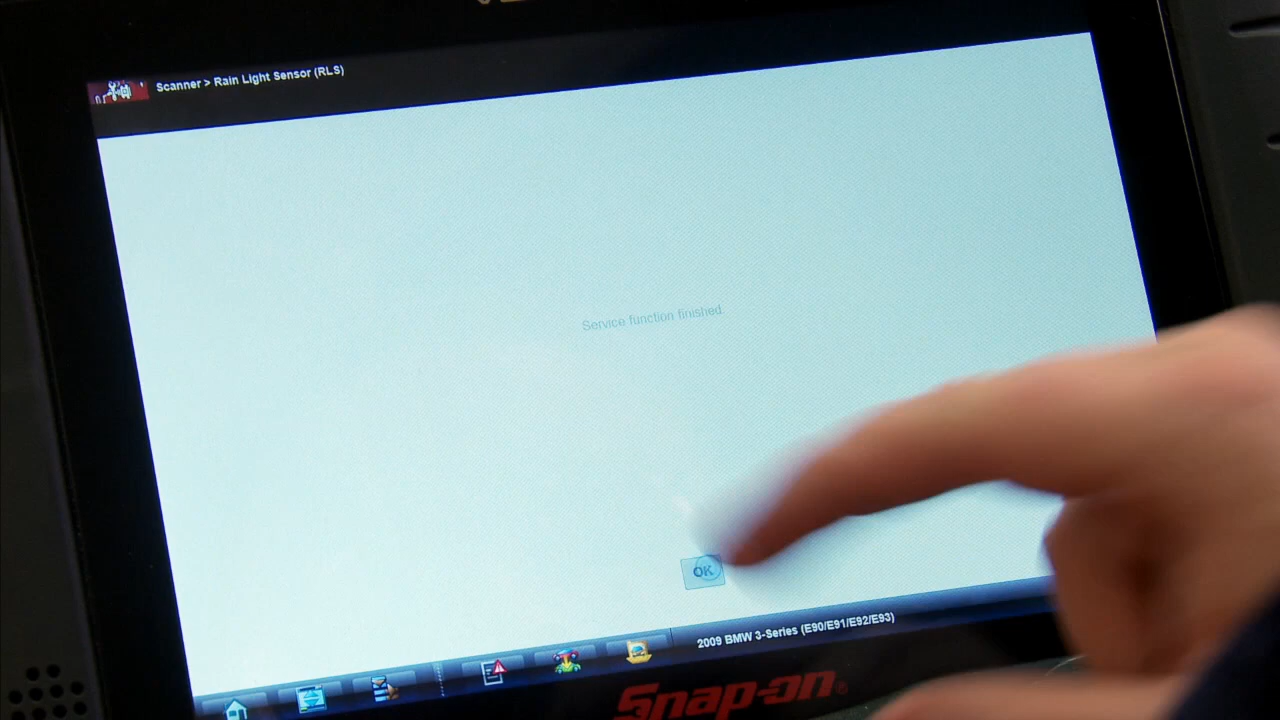 Scanner > Rain Light Sensor (RLS)
Service function finished.
OK
2009 BMW 3-Series (E90/E91/E92/E93)
Snap-on®